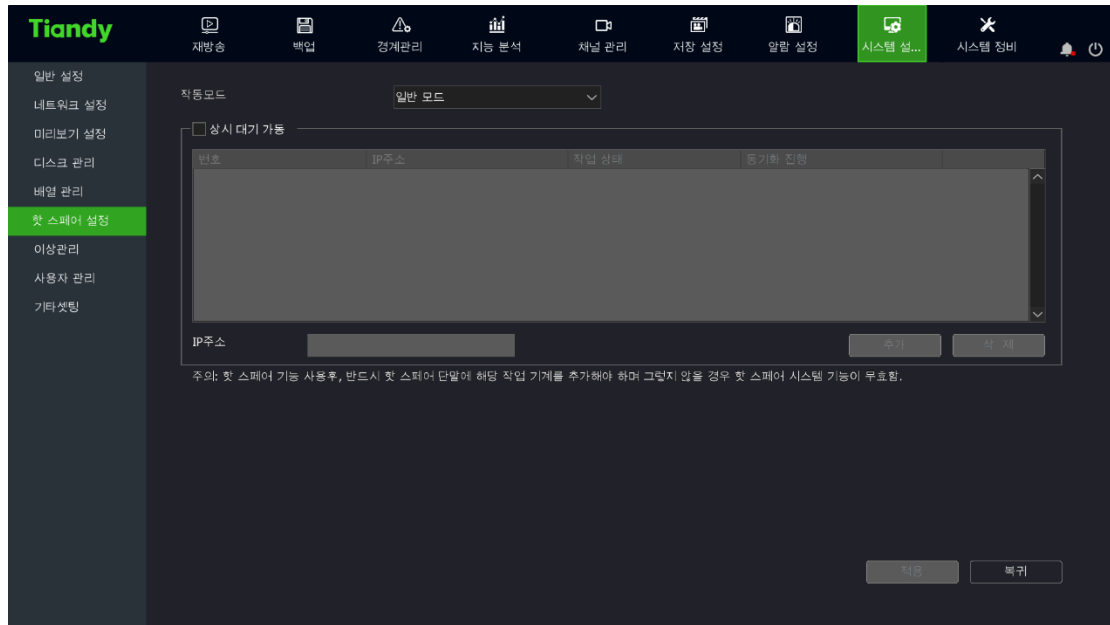 Tiandy
재방송
백업
경계관리
지능 분석
채널 관리
저장 설정
알람 설정
시스템 설...
시스템 정비
일반 설정
네트워크 설정
미리보기 설정
디스크 관리
배열 관리
핫 스페어 설정
이상관리
사용자 관리
기타셋팅
작동모드 일반 모드
상시 대기 가동
번호 IP주소 작업 상태 동기화 진행
IP주소 추가 삭 제
주의: 핫 스페어 기능 사용후, 반드시 핫 스페어 단말에 해당 작업 기계를 추가해야 하며 그렇지 않을 경우 핫 스페어 시스템 기능이 무효함.
적용 복귀